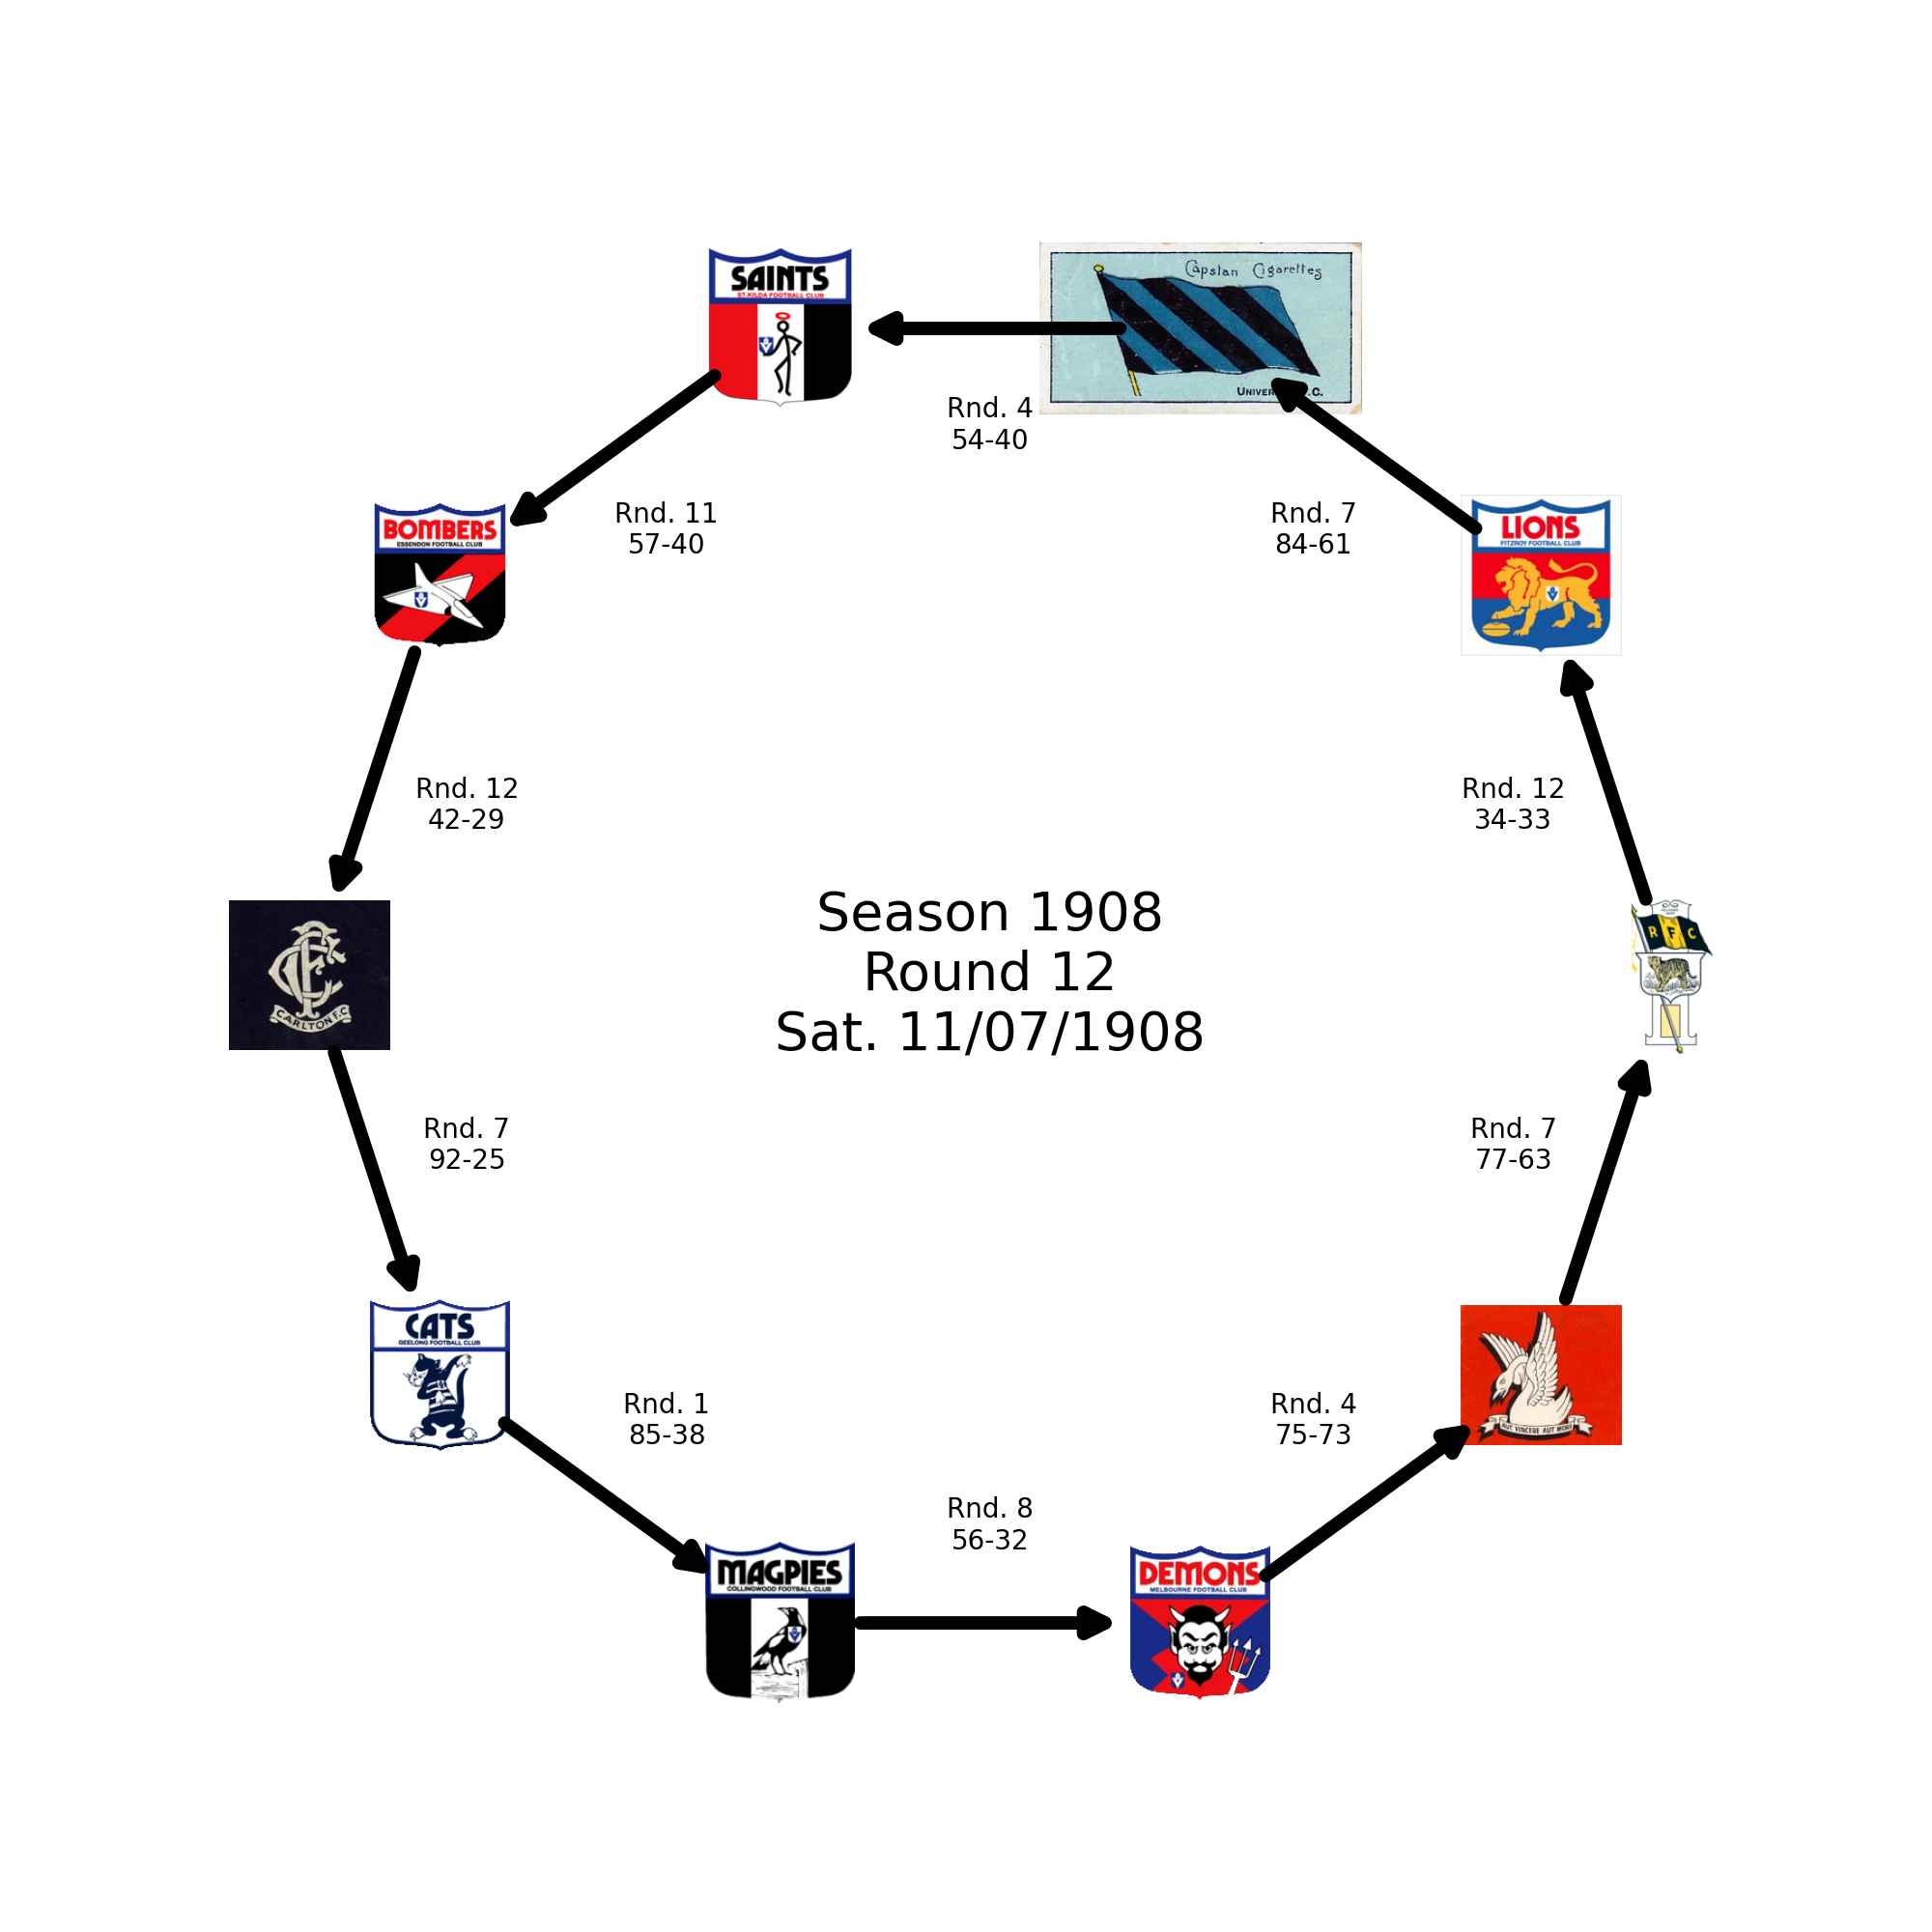 SAINTS
ST.KILDA FOOTBALL CLUB
Capstan Cigarettes
Rnd. 4
54-40
BOMBERS
ESSENDON FOOTBALL CLUB
Rnd. 11
57-40
Rnd. 7
84-61
LIONS
FITZROY FOOTBALL CLUB
Rnd. 12
42-29
Rnd. 12
34-33
CARLTON F.C
Season 1908
Round 12
Sat. 11/07/1908
R F C
Rnd. 7
92-25
Rnd. 7
77-63
CATS
GEELONG FOOTBALL CLUB
Rnd. 1
85-38
Rnd. 4
75-73
AUT VINCERE AUT MORI
Rnd. 8
56-32
MAGPIES
COLLINGWOOD FOOTBALL CLUB
DEMONS
MELBOURNE FOOTBALL CLUB